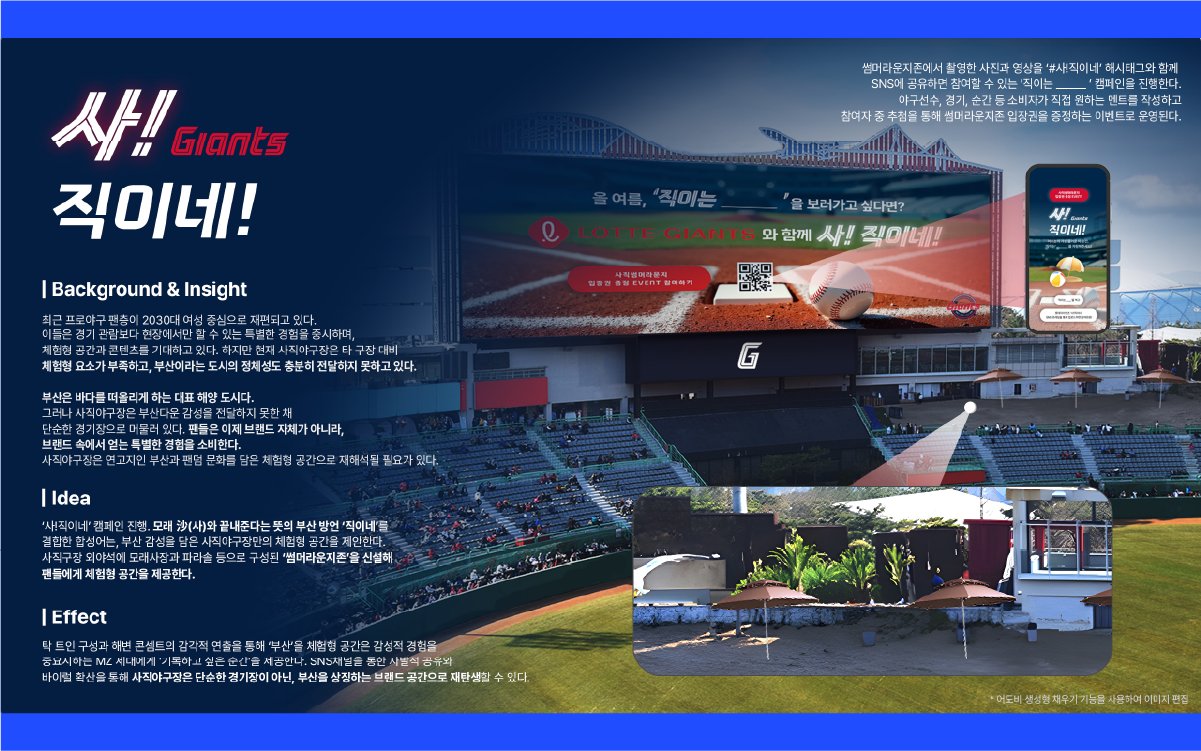 사! Giants
직이네!
Background & Insight
최근 프로야구 팬층이 2030대 여성 중심으로 재편되고 있다.
이들은 경기 관람보다 현장에서만 할 수 있는 특별한 경험을 중시하며,
체험형 공간과 콘텐츠를 기대하고 있다. 하지만 현재 사직야구장은 타 구장 대비
체험형 요소가 부족하고, 부산이라는 도시의 정체성도 충분히 전달하지 못하고 있다.
부산은 바다를 떠올리게 하는 대표 해양 도시다.
그러나 사직야구장은 부산다운 감성을 전달하지 못한 채
단순한 경기장으로 머물러 있다. 팬들은 이제 브랜드 자체가 아니라,
브랜드 속에서 얻는 특별한 경험을 소비한다.
사직야구장은 연고지인 부산과 팬덤 문화를 담은 체험형 공간으로 재해석될 필요가 있다.
Idea
‘사!직이네’ 캠페인 진행. 모래 沙(사)와 끝내준다는 뜻의 부산 방언 ‘직이네’를
결합한 합성어는, 부산 감성을 담은 사직야구장만의 체험형 공간을 제안한다.
사직구장 외야석에 모래사장과 파라솔 등으로 구성된 ‘썸머라운지존’을 신설해,
팬들에게 체험형 공간을 제공한다.
Effect
탁 트인 구성과 해변 콘셉트의 감각적 연출을 통해 ‘부산’을 체험형 공간은 감성적 경험을
중요시하는 MZ 세대에게 ‘기록하고 싶은 순간’을 제공한다. SNS채널을 통한 자발적 공유와
바이럴 확산을 통해 사직야구장은 단순한 경기장이 아닌, 부산을 상징하는 브랜드 공간으로 재탄생할 수 있다.
썸머라운지존에서 촬영한 사진과 영상을 ‘#사!직이네’ 해시태그와 함께
SNS에 공유하면 참여할 수 있는 ‘직이는 _____ ’ 캠페인을 진행한다.
야구선수, 경기, 순간 등 소비자가 직접 원하는 멘트를 작성하고
참여자 중 추첨을 통해 썸머라운지존 입장권을 증정하는 이벤트로 운영된다.
올 여름, ‘직이는 _____ ’을 보러가고 싶다면?
LOTTE GIANTS 와 함께 사! 직이네!
사직썸머라운지
입장권 증정 EVENT 참여하기
G
사! Giants
직이네!
* 어도비 생성형 채우기 기능을 사용하여 이미지 편집